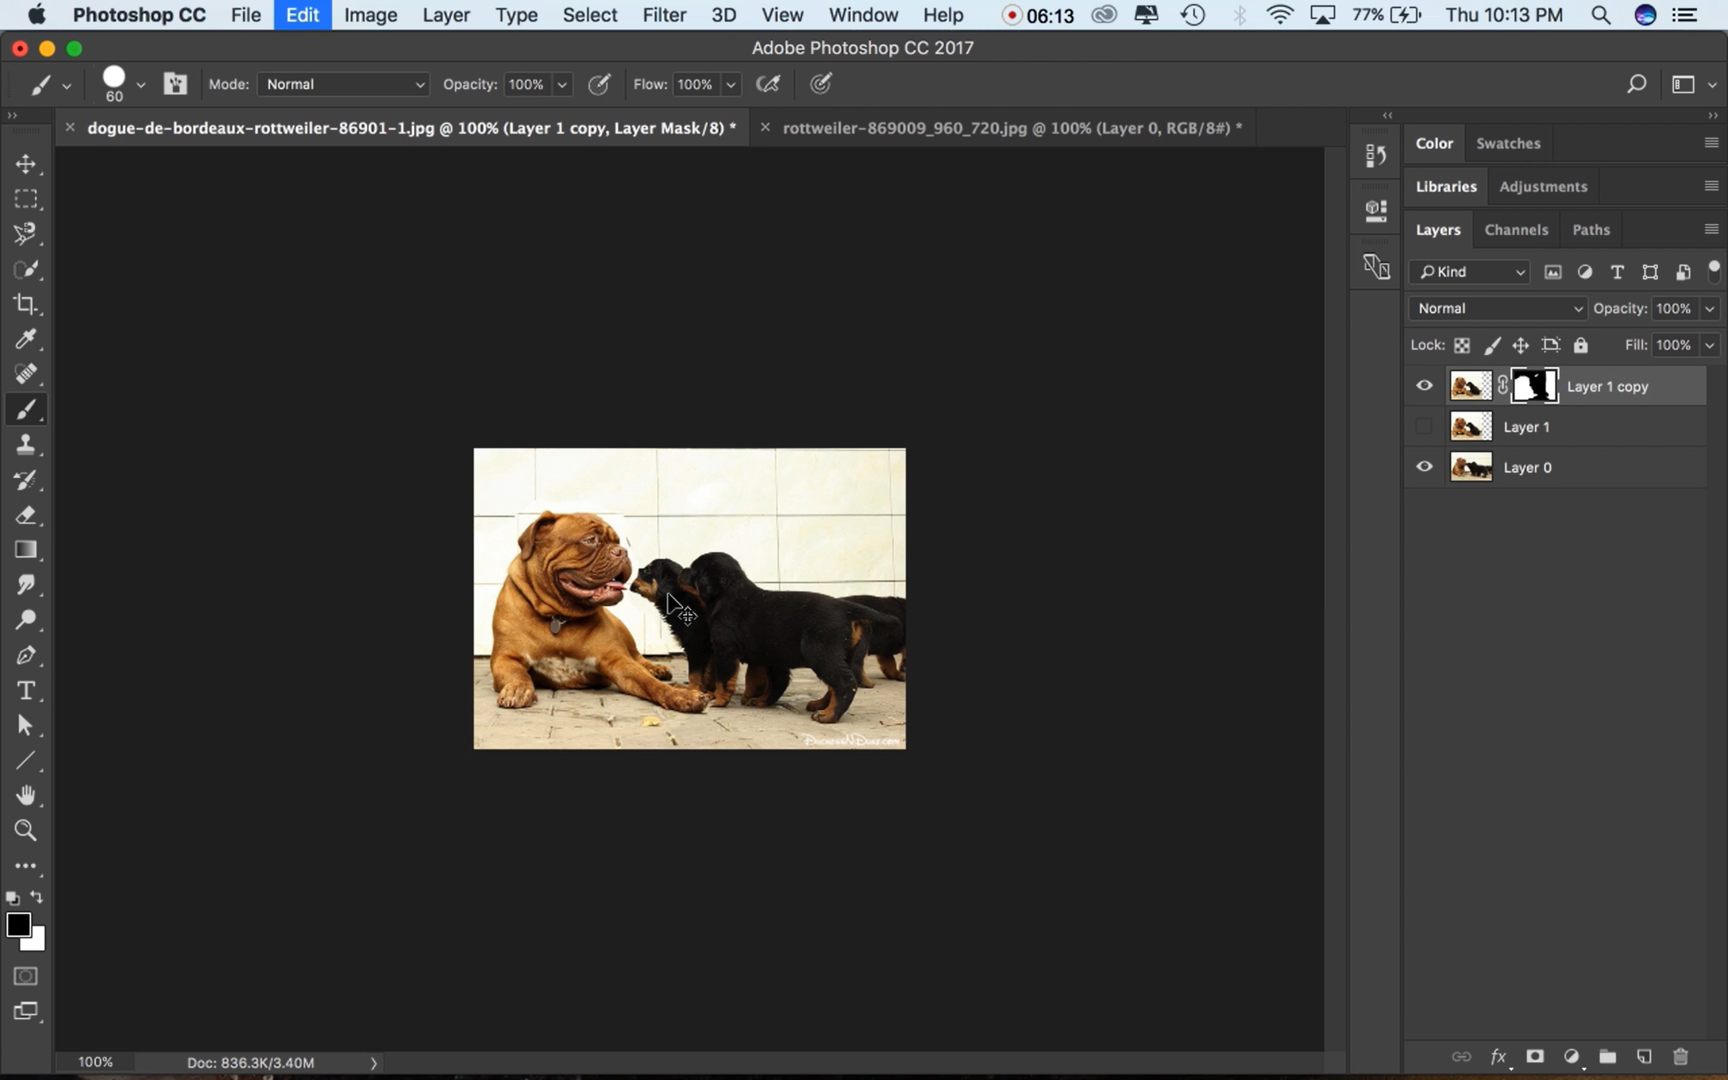 Photoshop CC File Edit Image Layer Type Select Filter 3D View Window Help 06:13 77% Thu 10:13 PM
Adobe Photoshop CC 2017
60 Mode: Normal Opacity: 100% Flow: 100%
dogue-de-bordeaux-rottweiler-86901-1.jpg @ 100% (Layer 1 copy, Layer Mask/8) * rottweiler-869009_960_720.jpg @ 100% (Layer 0, RGB/8#) *
Color Swatches
Libraries Adjustments
Layers Channels Paths
Kind
Normal Opacity: 100%
Lock: Fill: 100%
Layer 1 copy
Layer 1
Layer 0
100% Doc: 836.3K/3.40M